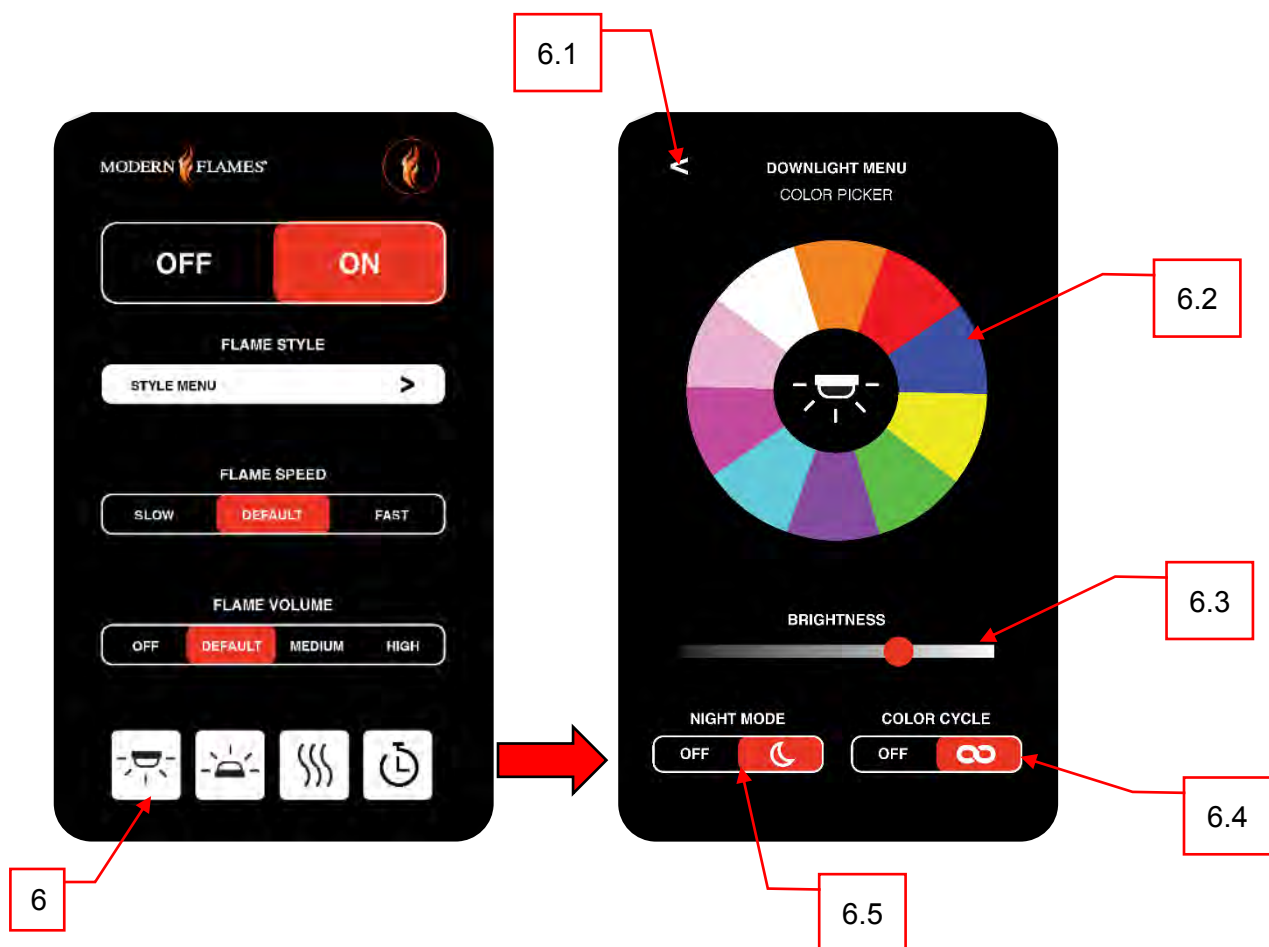 6.1
MODERN FLAMES®
OFF ON
FLAME STYLE
STYLE MENU >
FLAME SPEED
SLOW DEFAULT FAST
FLAME VOLUME
OFF DEFAULT MEDIUM HIGH
6
<
DOWNLIGHT MENU
COLOR PICKER
6.2
BRIGHTNESS
6.3
NIGHT MODE COLOR CYCLE
OFF OFF
6.4
6.5